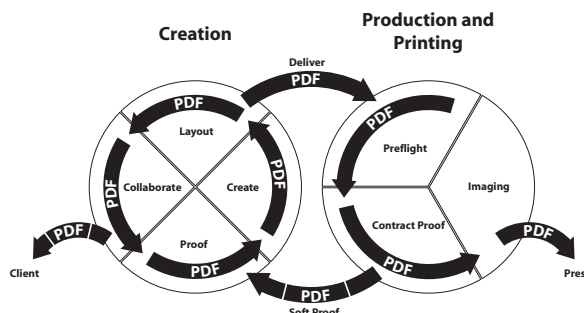 Creation
Production and
Printing
Deliver
PDF
Layout
PDF
Collaborate
Create
PDF
Proof
PDF
PDF
Preflight
Imaging
Contract Proof
PDF
PDF
Client
PDF
Soft Proof
PDF
Pres